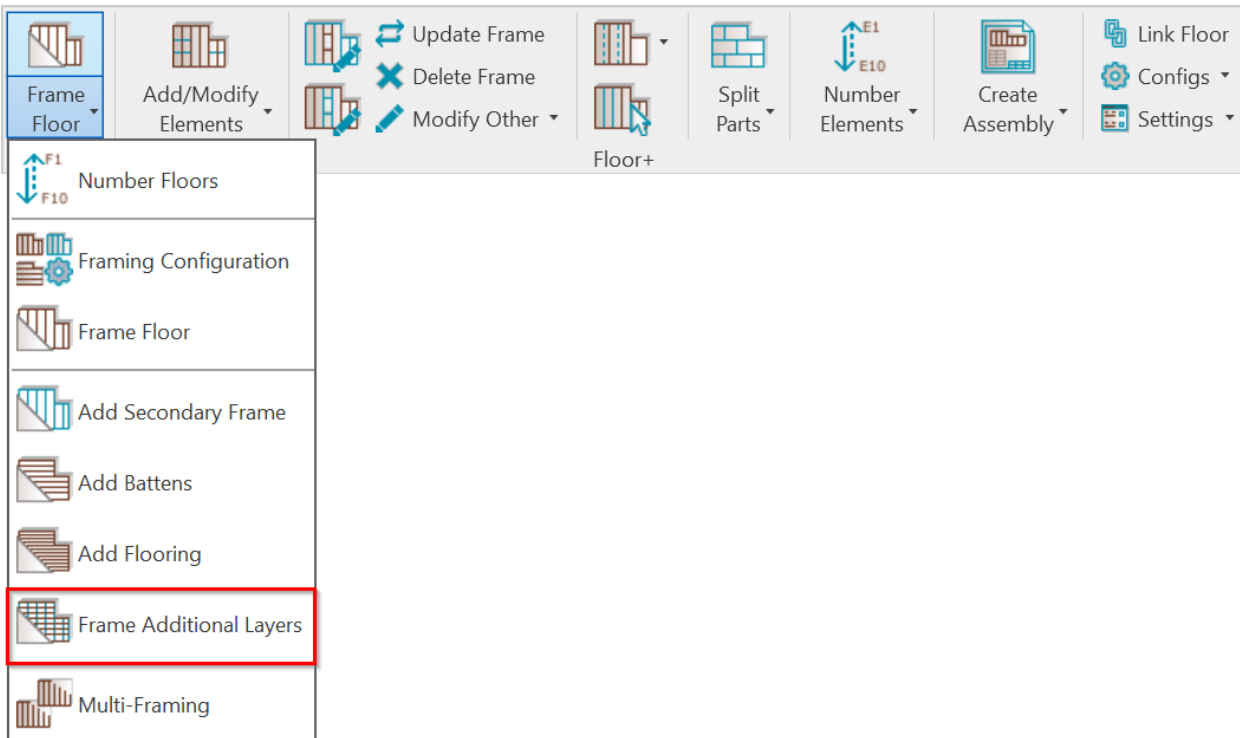 Frame
Floor
Add/Modify
Elements
Update Frame
Delete Frame
Modify Other
Split
Parts
E1
E10
Number
Elements
Create
Assembly
Link Floor
Configs
Settings
Floor+
F1
F10
Number Floors
Framing Configuration
Frame Floor
Add Secondary Frame
Add Battens
Add Flooring
Frame Additional Layers
Multi-Framing